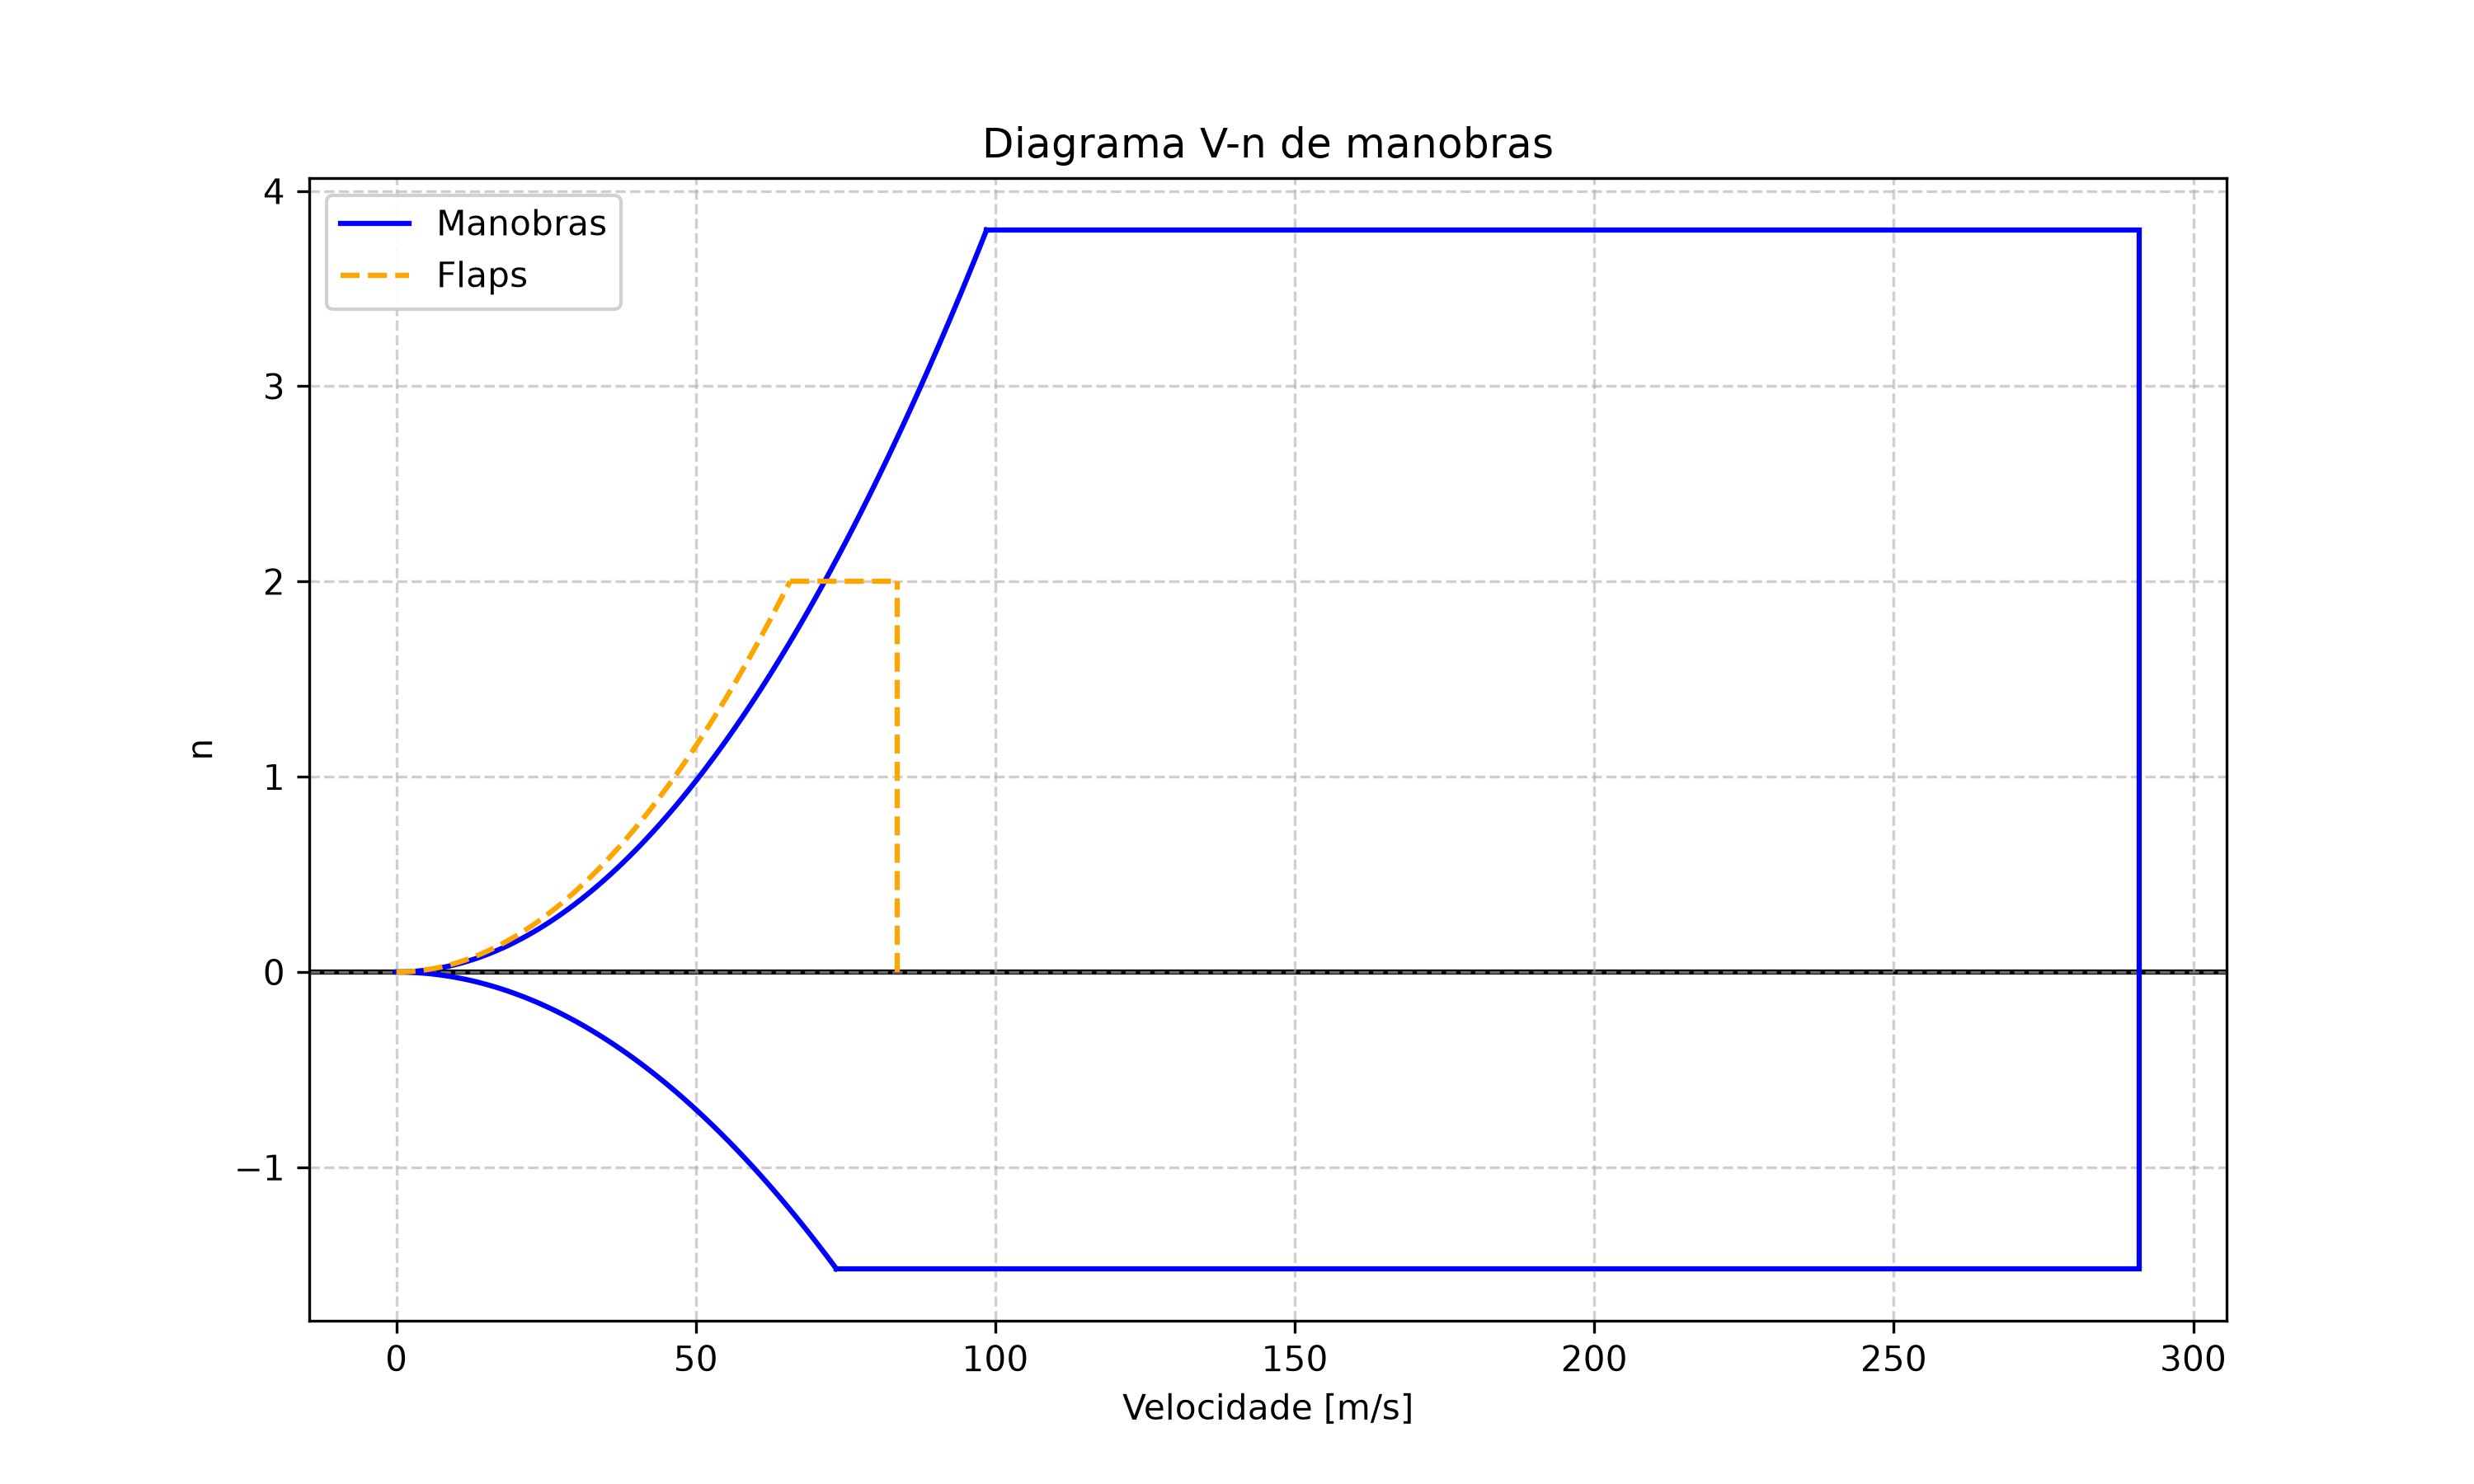 Diagrama V-n de manobras
Manobras
Flaps
4
3
2
1
0
−1
n
0 50 100 150 200 250 300
Velocidade [m/s]